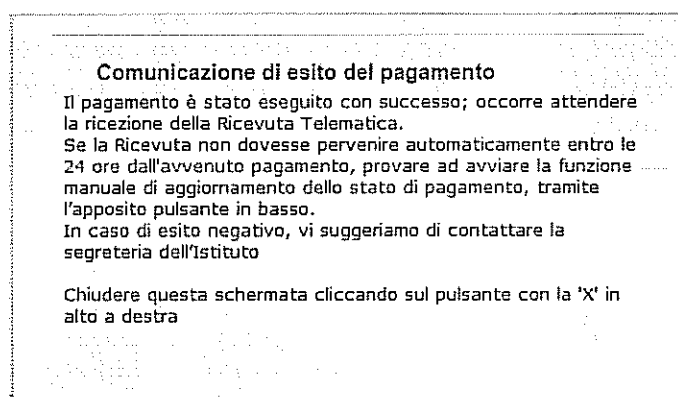 Comunicazione di esito del pagamento
Il pagamento è stato eseguito con successo; occorre attendere
la ricezione della Ricevuta Telematica.
Se la Ricevuta non dovesse pervenire automaticamente entro le
24 ore dall'avvenuto pagamento, provare ad avviare la funzione
manuale di aggiornamento dello stato di pagamento, tramite
l'apposito pulsante in basso.
In caso di esito negativo, vi suggeriamo di contattare la
segreteria dell'Istituto
Chiudere questa schermata cliccando sul pulsante con la 'X' in
alto a destra